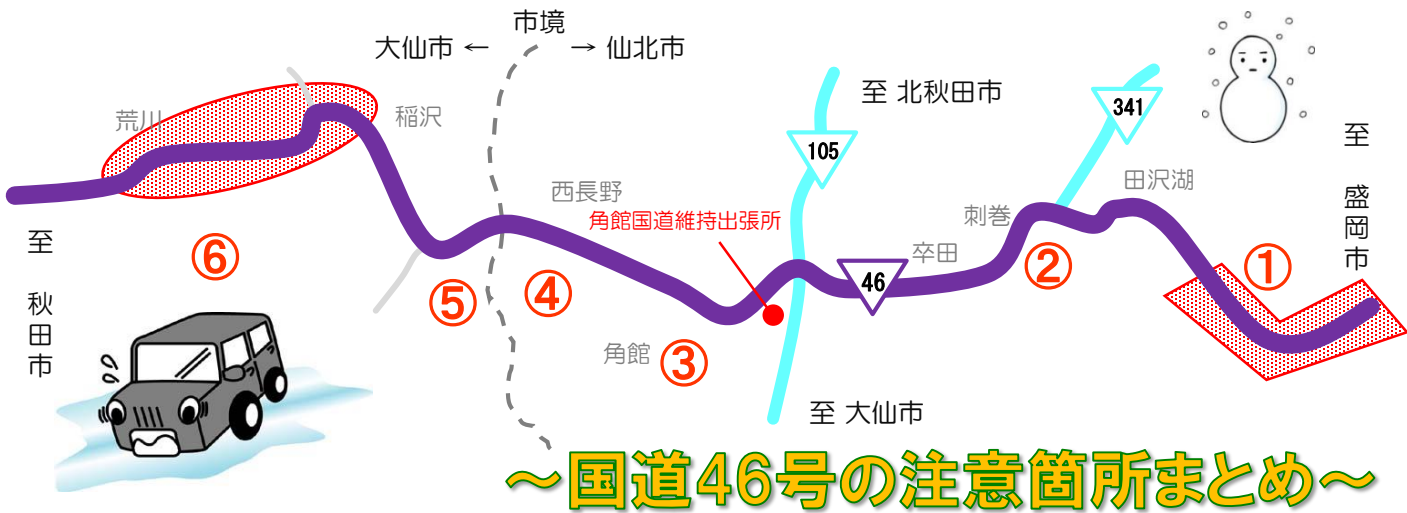 市境
大仙市 ← → 仙北市
荒川
稲沢
至 北秋田市
341
105
至 盛岡市
田沢湖
西長野
刺巻
角館国道維持出張所
卒田
至 秋田市
⑥
⑤
④
46
②
①
角館
③
至 大仙市
～国道46号の注意箇所まとめ～